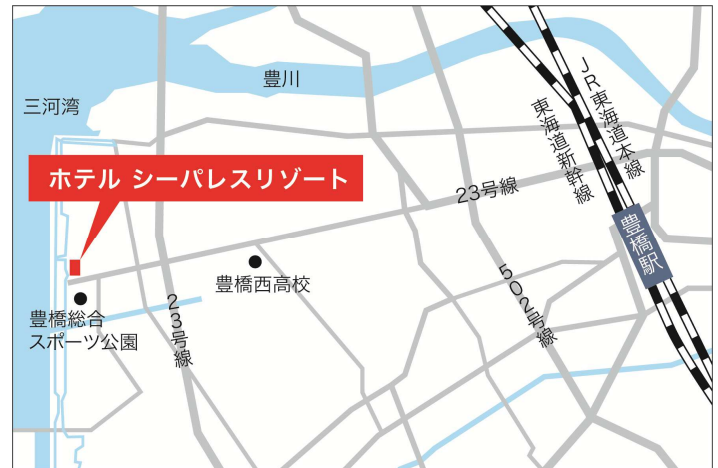 豊川
三河湾
JR東海道本線
東海道新幹線
ホテル シーパレスリゾート
23号線
豊橋駅
豊橋西高校
502号線
23号線
豊橋総合
スポーツ公園